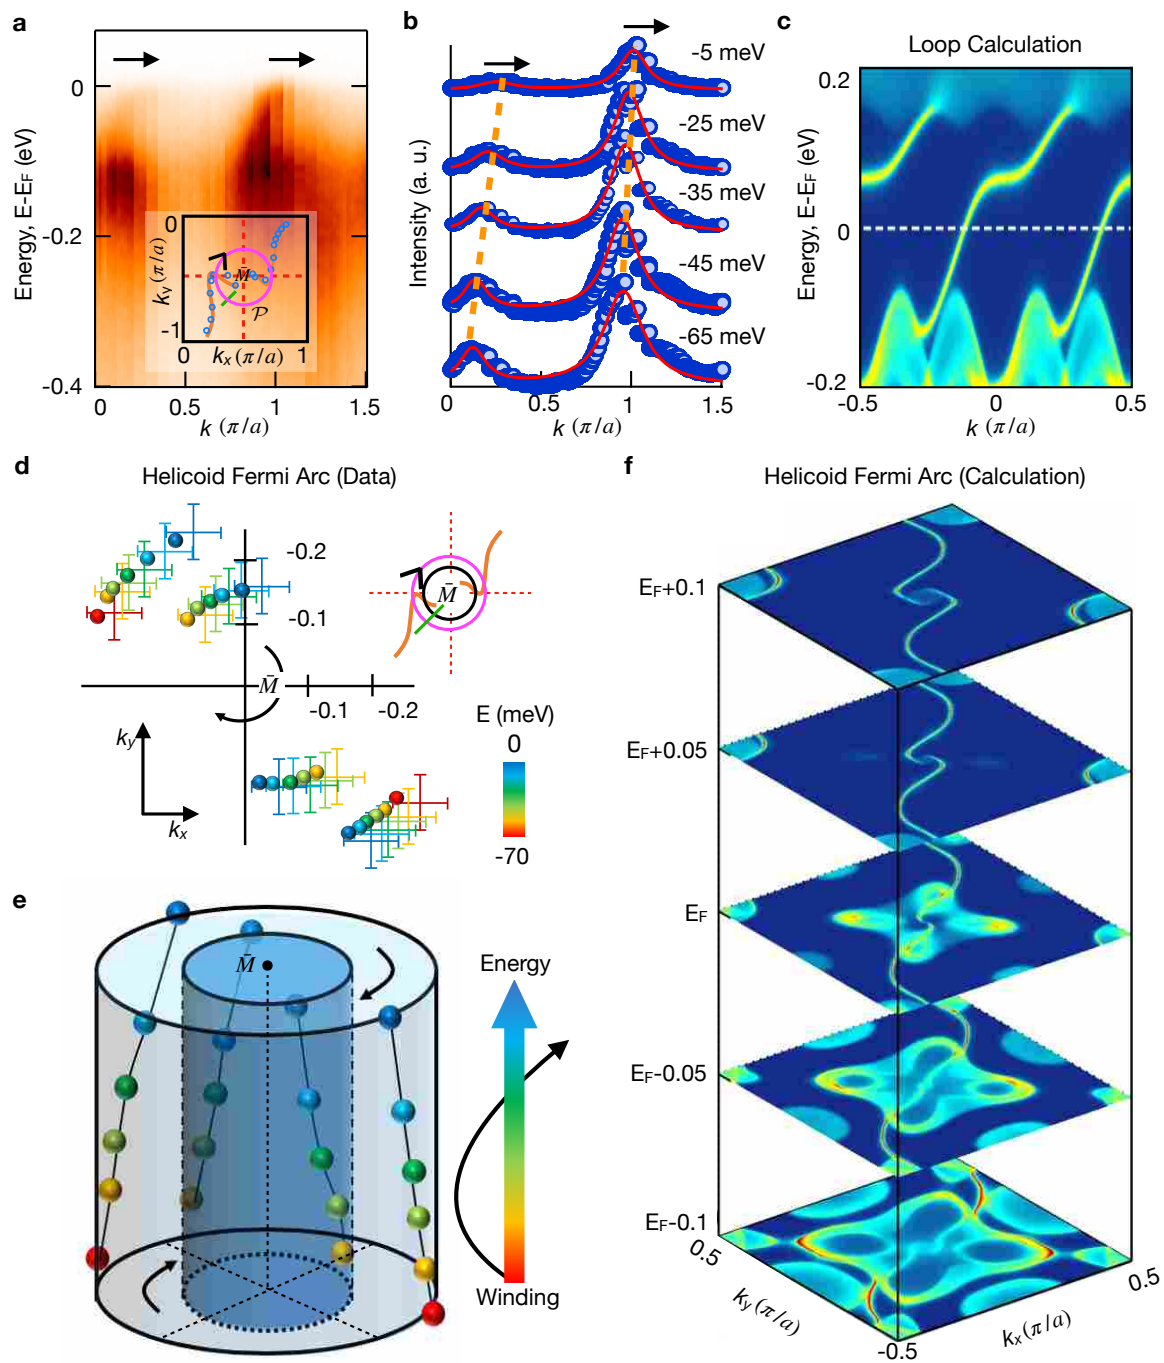 a
0
-0.2
-0.4
Energy, E-EF (eV)
0
0.5
1
1.5
k (π/a)
0
-1
ky (π/a)
M̄
𝒫
0
1
kx (π/a)
b
Intensity (a. u.)
-5 meV
-25 meV
-35 meV
-45 meV
-65 meV
0
0.5
1
1.5
k (π/a)
c
Loop Calculation
0.2
0
-0.2
Energy, E-EF (eV)
-0.5
0
0.5
k (π/a)
d
Helicoid Fermi Arc (Data)
-0.2
-0.1
M̄
-0.1
-0.2
ky
kx
M̄
E (meV)
0
-70
e
M̄
Energy
Winding
f
Helicoid Fermi Arc (Calculation)
EF+0.1
EF+0.05
EF
EF-0.05
EF-0.1
0.5
ky (π/a)
-0.5
kx (π/a)
0.5